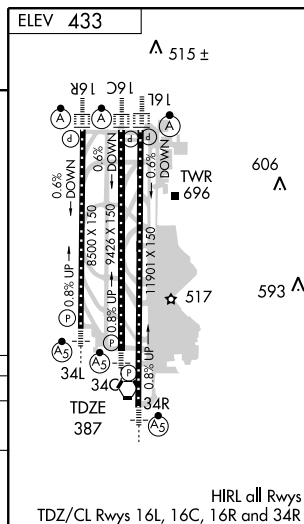 ELEV 433
515 ±
16R 16C 16L
A A A
P P P
0.6% DOWN
0.6% DOWN
0.6% DOWN
TWR
696
606
8500 X 150
9426 X 150
11901 X 150
593
517
0.8% UP
0.8% UP
0.8% UP
P
P
P
A5
A5
34L
34C
34R
TDZE
387
A5
HIRL all Rwys
TDZ/CL Rwys 16L, 16C, 16R and 34R